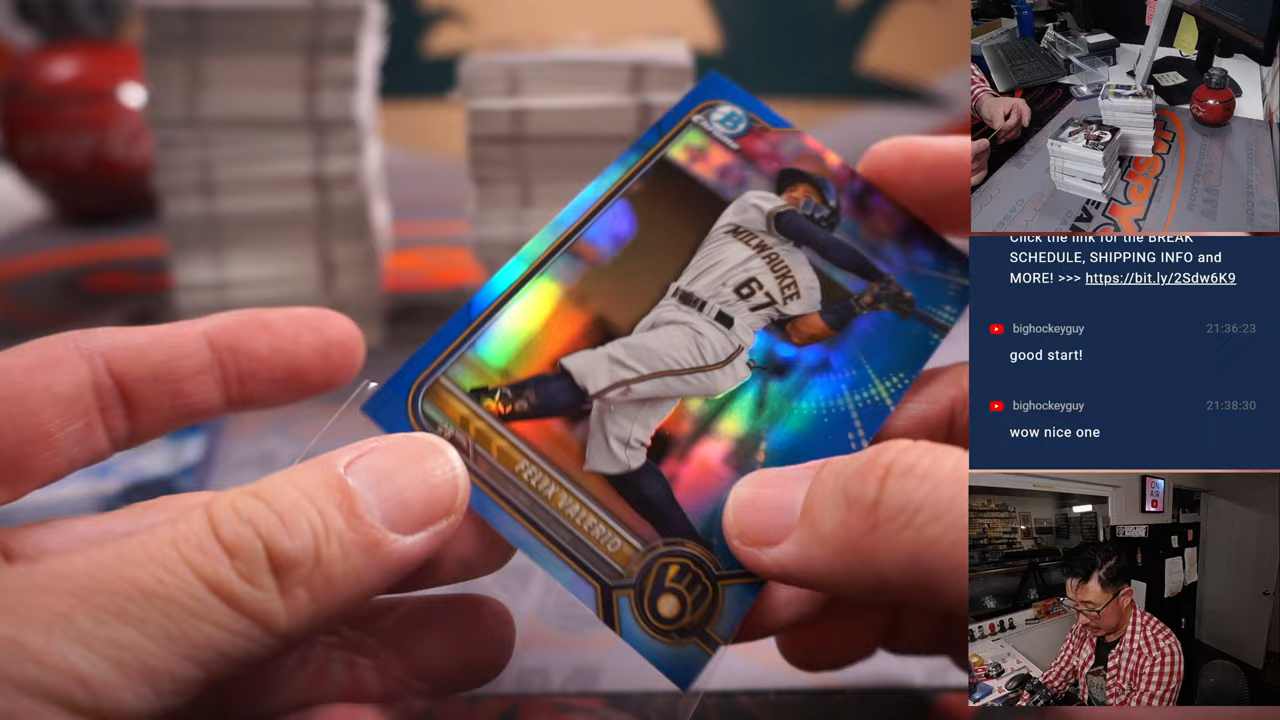 MILWAUKEE
67
FELIX VALERIO
B
Click the link for the BREAK
SCHEDULE, SHIPPING INFO and
MORE! >>> https://bit.ly/2Sdw6K9
bighockeyguy 21:36:23
good start!
bighockeyguy 21:38:30
wow nice one
ON
AIR